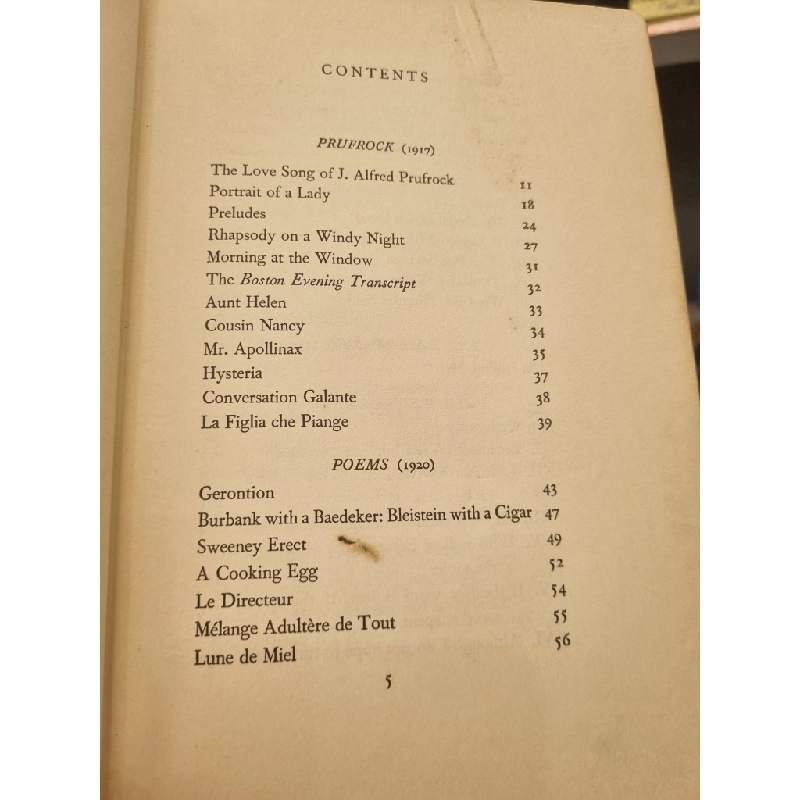 CONTENTS
PRUFROCK (1917)
The Love Song of J. Alfred Prufrock 11
Portrait of a Lady 18
Preludes 24
Rhapsody on a Windy Night 27
Morning at the Window 31
The Boston Evening Transcript 32
Aunt Helen 33
Cousin Nancy 34
Mr. Apollinax 35
Hysteria 37
Conversation Galante 38
La Figlia che Piange 39
POEMS (1920)
Gerontion 43
Burbank with a Baedeker: Bleistein with a Cigar 47
Sweeney Erect 49
A Cooking Egg 52
Le Directeur 54
Mélange Adultère de Tout 55
Lune de Miel 56
5